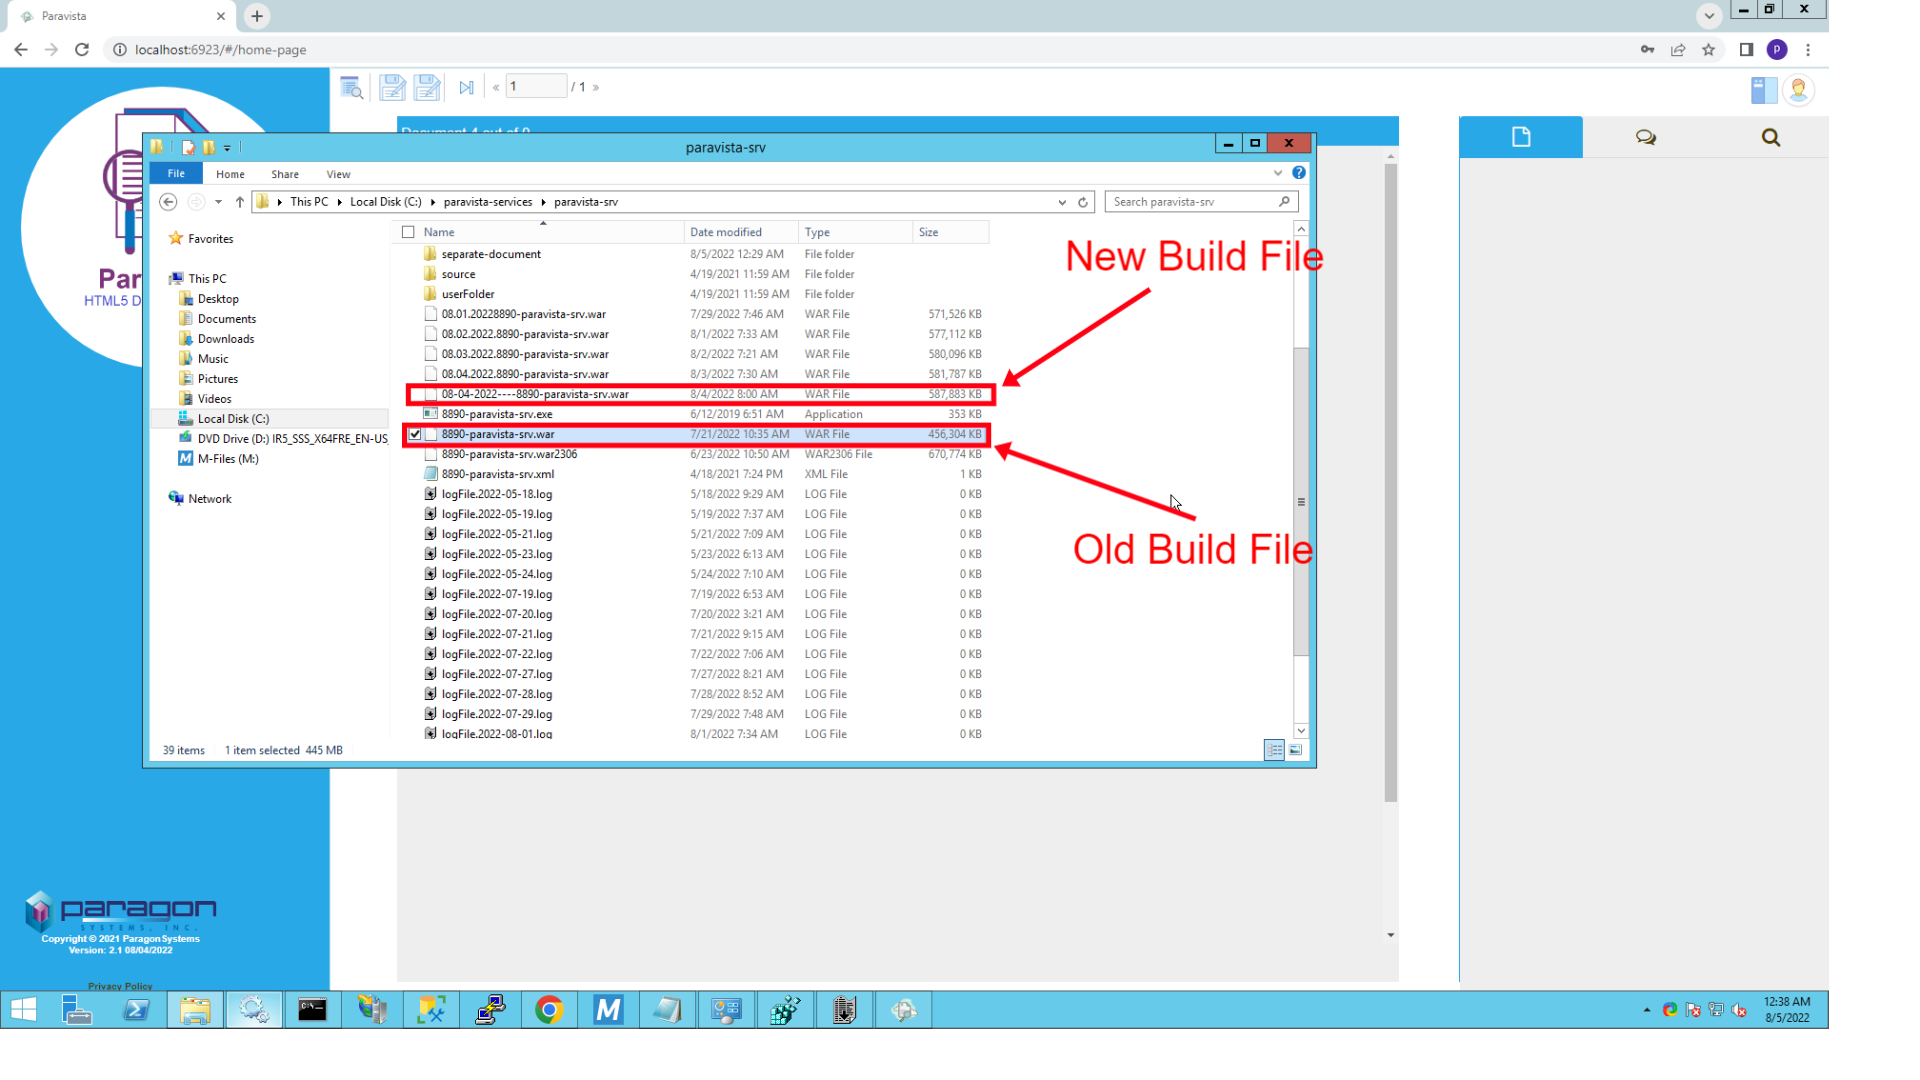 Paravista
localhost:6923/#/home-page
1 / 1
Document 4 out of 9
paravista-srv
File Home Share View
This PC Local Disk (C:) paravista-services paravista-srv
Search paravista-srv
Name Date modified Type Size
Favorites
This PC
Desktop
Documents
Downloads
Music
Pictures
Videos
Local Disk (C:)
DVD Drive (D:) IR5_SSS_X64FRE_EN-US
M-Files (M:)
Network
separate-document 8/5/2022 12:29 AM File folder
source 4/19/2021 11:59 AM File folder
userFolder 4/19/2021 11:59 AM File folder
08.01.20228890-paravista-srv.war 7/29/2022 7:46 AM WAR File 571,526 KB
08.02.2022.8890-paravista-srv.war 8/1/2022 7:33 AM WAR File 577,112 KB
08.03.2022.8890-paravista-srv.war 8/2/2022 7:21 AM WAR File 580,096 KB
08.04.2022.8890-paravista-srv.war 8/3/2022 7:30 AM WAR File 581,787 KB
08-04-2022----8890-paravista-srv.war 8/4/2022 8:00 AM WAR File 587,883 KB
8890-paravista-srv.exe 6/12/2019 6:51 AM Application 353 KB
8890-paravista-srv.war 7/21/2022 10:35 AM WAR File 456,304 KB
8890-paravista-srv.war2306 6/23/2022 10:50 AM WAR2306 File 670,774 KB
8890-paravista-srv.xml 4/18/2021 7:24 PM XML File 1 KB
logFile.2022-05-18.log 5/18/2022 9:29 AM LOG File 0 KB
logFile.2022-05-19.log 5/19/2022 7:37 AM LOG File 0 KB
logFile.2022-05-21.log 5/21/2022 7:09 AM LOG File 0 KB
logFile.2022-05-23.log 5/23/2022 6:13 AM LOG File 0 KB
logFile.2022-05-24.log 5/24/2022 7:10 AM LOG File 0 KB
logFile.2022-07-19.log 7/19/2022 6:53 AM LOG File 0 KB
logFile.2022-07-20.log 7/20/2022 3:21 AM LOG File 0 KB
logFile.2022-07-21.log 7/21/2022 9:15 AM LOG File 0 KB
logFile.2022-07-22.log 7/22/2022 7:06 AM LOG File 0 KB
logFile.2022-07-27.log 7/27/2022 8:21 AM LOG File 0 KB
logFile.2022-07-28.log 7/28/2022 8:52 AM LOG File 0 KB
logFile.2022-07-29.log 7/29/2022 7:48 AM LOG File 0 KB
logFile.2022-08-01.log 8/1/2022 7:34 AM LOG File 0 KB
New Build File
Old Build File
39 items 1 item selected 445 MB
Par
HTML5 D
paragon
SYSTEMS, INC.
Copyright © 2021 Paragon Systems
Version: 2.1 08/04/2022
Privacy Policy
12:38 AM
8/5/2022